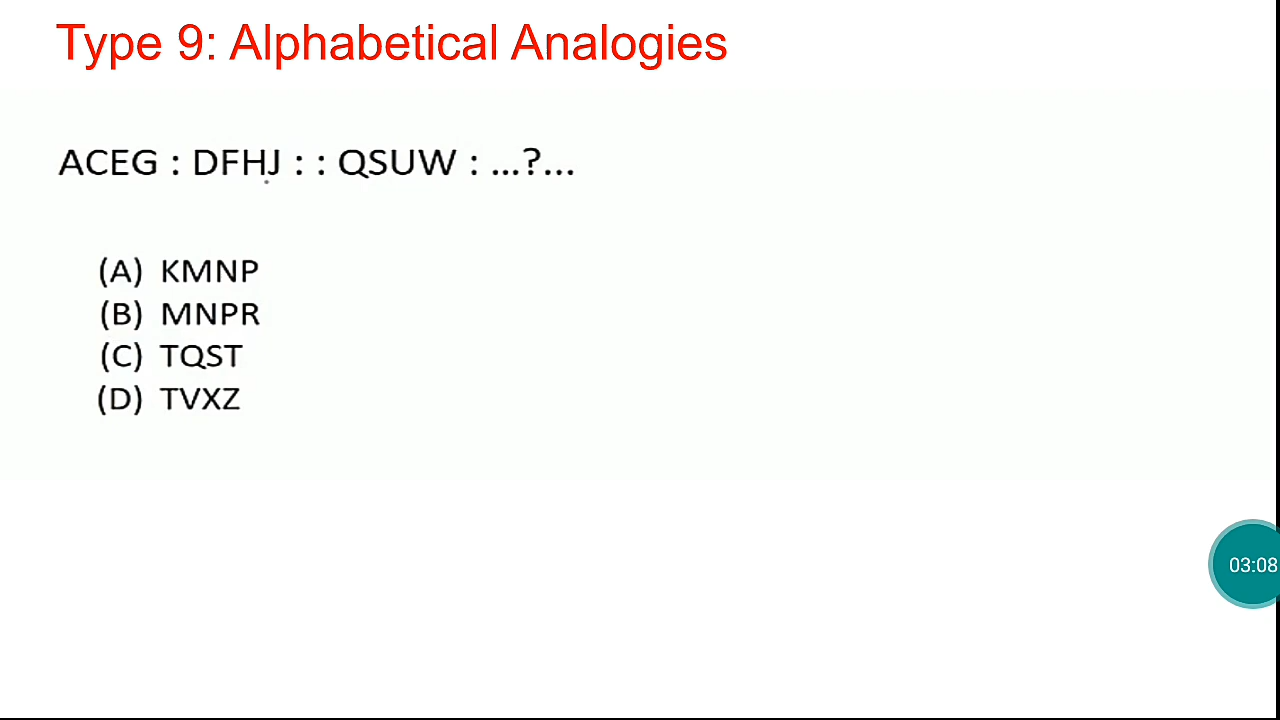 Type 9: Alphabetical Analogies
ACEG : DFHJ : : QSUW : ...?...
(A) KMNP
(B) MNPR
(C) TQST
(D) TVXZ
03:08